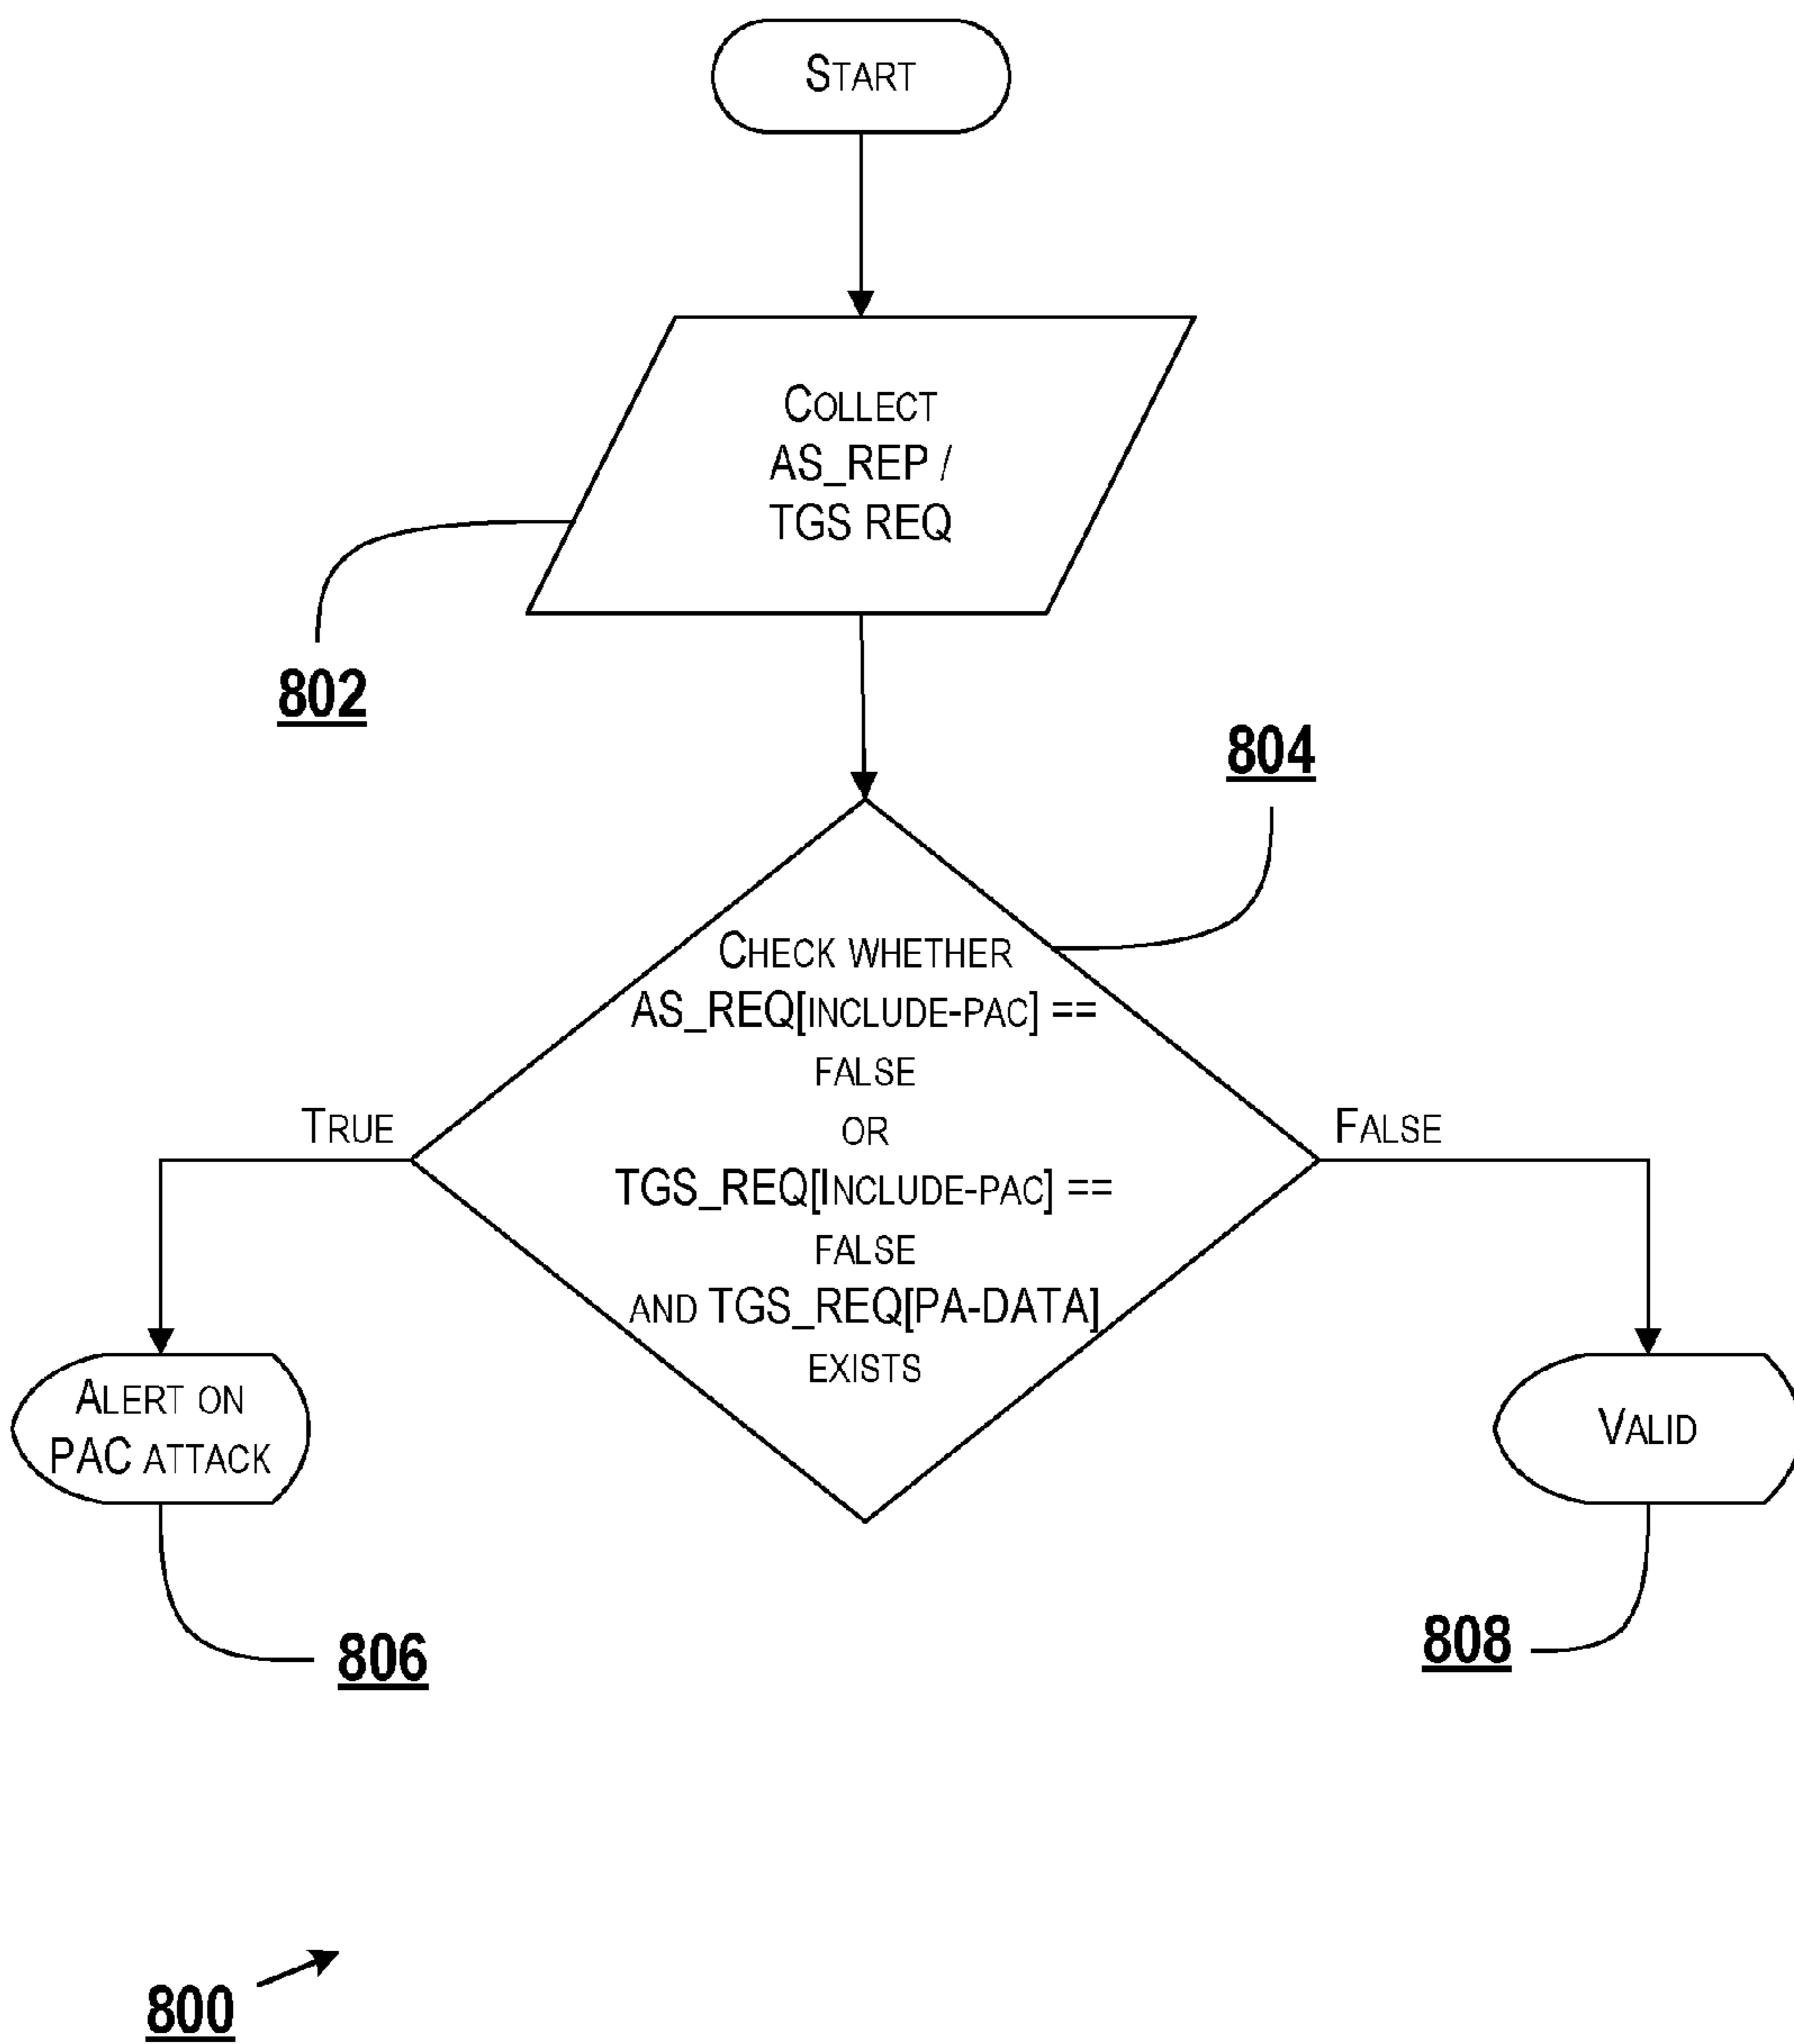 START
COLLECT
AS_REP /
TGS REQ
802
804
CHECK WHETHER
AS_REQ[INCLUDE-PAC] ==
FALSE
OR
TGS_REQ[INCLUDE-PAC] ==
FALSE
AND TGS_REQ[PA-DATA]
EXISTS
TRUE
FALSE
ALERT ON
PAC ATTACK
VALID
806
808
800